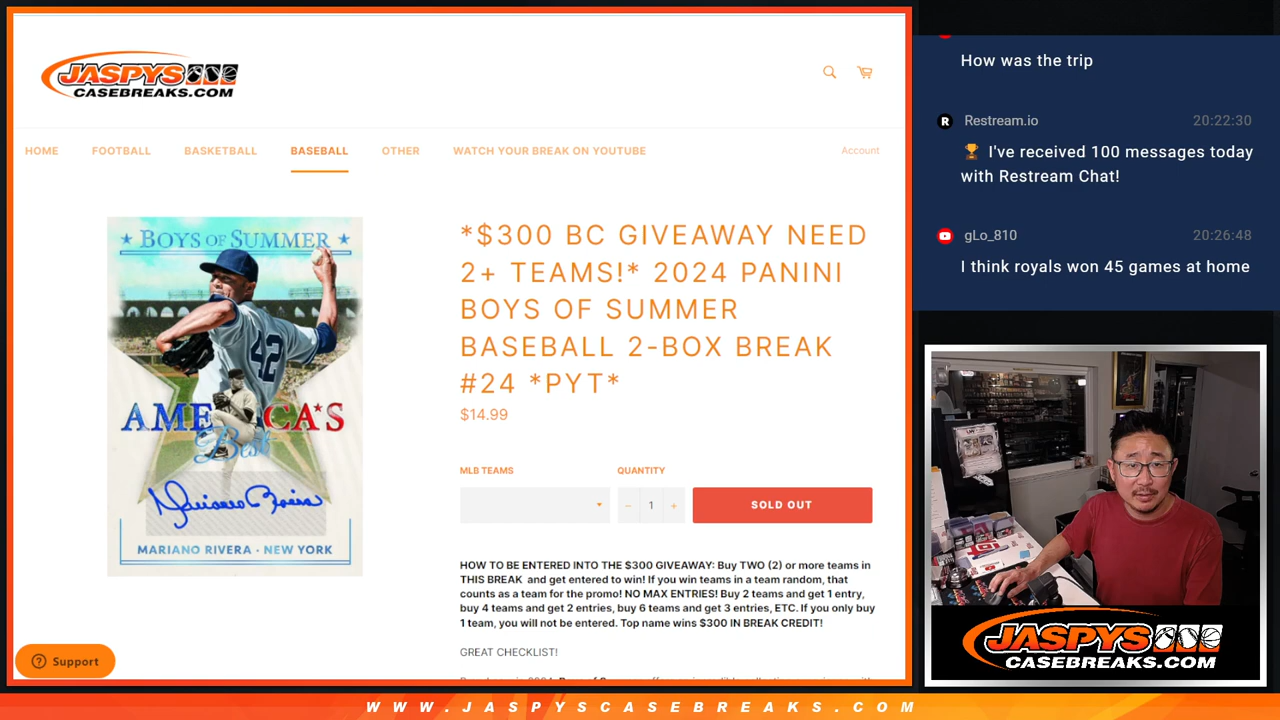 JASPYS
CASEBREAKS.COM
HOME
FOOTBALL
BASKETBALL
BASEBALL
OTHER
WATCH YOUR BREAK ON YOUTUBE
Account
★ BOYS OF SUMMER ★
42
AMERICA'S
Best
Mariano Rivera
MARIANO RIVERA · NEW YORK
*$300 BC GIVEAWAY NEED
2+ TEAMS!* 2024 PANINI
BOYS OF SUMMER
BASEBALL 2-BOX BREAK
#24 *PYT*
$14.99
MLB TEAMS
QUANTITY
− 1 +
SOLD OUT
HOW TO BE ENTERED INTO THE $300 GIVEAWAY: Buy TWO (2) or more teams in
THIS BREAK and get entered to win! If you win teams in a team random, that
counts as a team for the promo! NO MAX ENTRIES! Buy 2 teams and get 1 entry,
buy 4 teams and get 2 entries, buy 6 teams and get 3 entries, ETC. If you only buy
1 team, you will not be entered. Top name wins $300 IN BREAK CREDIT!
GREAT CHECKLIST!
Support
How was the trip
R Restream.io 20:22:30
🏆 I've received 100 messages today
with Restream Chat!
gLo_810 20:26:48
I think royals won 45 games at home
JASPYS
CASEBREAKS.COM
WWW.JASPYSCASEBREAKS.COM